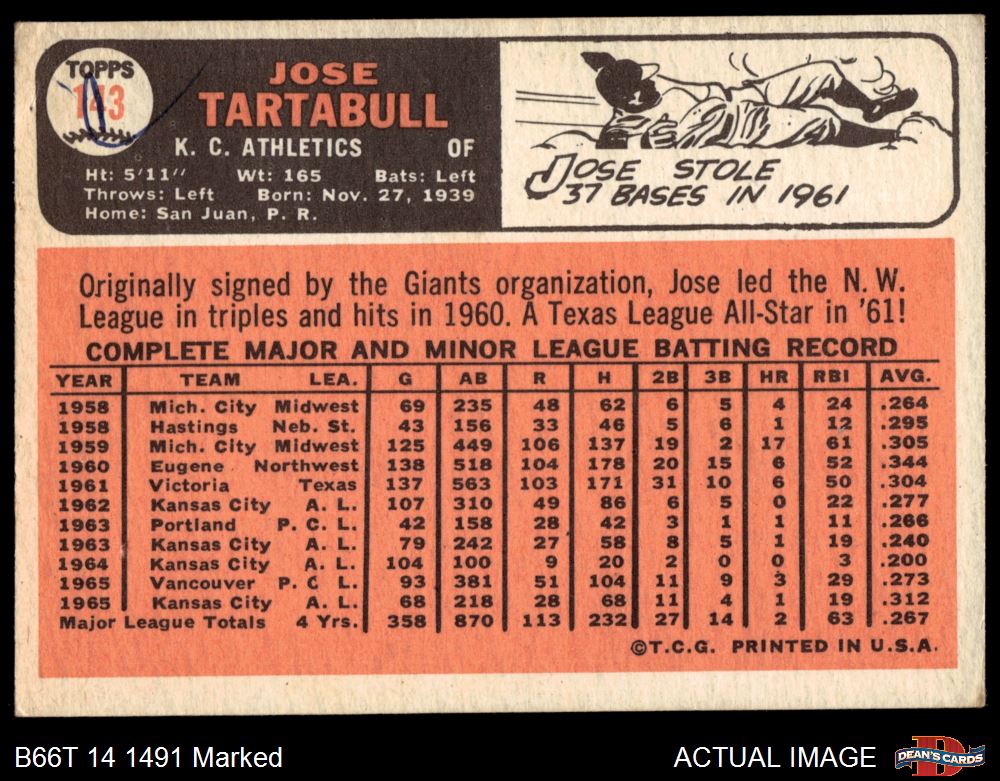 TOPPS
143
JOSE
TARTABULL
K. C. ATHLETICS OF
Ht: 5'11" Wt: 165 Bats: Left
Throws: Left Born: Nov. 27, 1939
Home: San Juan, P. R.
JOSE STOLE
37 BASES IN 1961
Originally signed by the Giants organization, Jose led the N. W.
League in triples and hits in 1960. A Texas League All-Star in '61!
COMPLETE MAJOR AND MINOR LEAGUE BATTING RECORD
YEAR TEAM LEA. G AB R H 2B 3B HR RBI AVG.
1958 Mich. City Midwest 69 235 48 62 6 5 4 24 .264
1958 Hastings Neb. St. 43 156 33 46 5 6 1 12 .295
1959 Mich. City Midwest 125 449 106 137 19 2 17 61 .305
1960 Eugene Northwest 138 518 104 178 20 15 6 52 .344
1961 Victoria Texas 137 563 103 171 31 10 6 50 .304
1962 Kansas City A. L. 107 310 49 86 6 5 0 22 .277
1963 Portland P. C. L. 42 158 28 42 3 1 1 11 .266
1963 Kansas City A. L. 79 242 27 58 8 5 1 19 .240
1964 Kansas City A. L. 104 100 9 20 2 0 0 3 .200
1965 Vancouver P. C L. 93 381 51 104 11 9 3 29 .273
1965 Kansas City A. L. 68 218 28 68 11 4 1 19 .312
Major League Totals 4 Yrs. 358 870 113 232 27 14 2 63 .267
©T.C.G. PRINTED IN U.S.A.
B66T 14 1491 Marked
ACTUAL IMAGE
DEAN'S CARDS